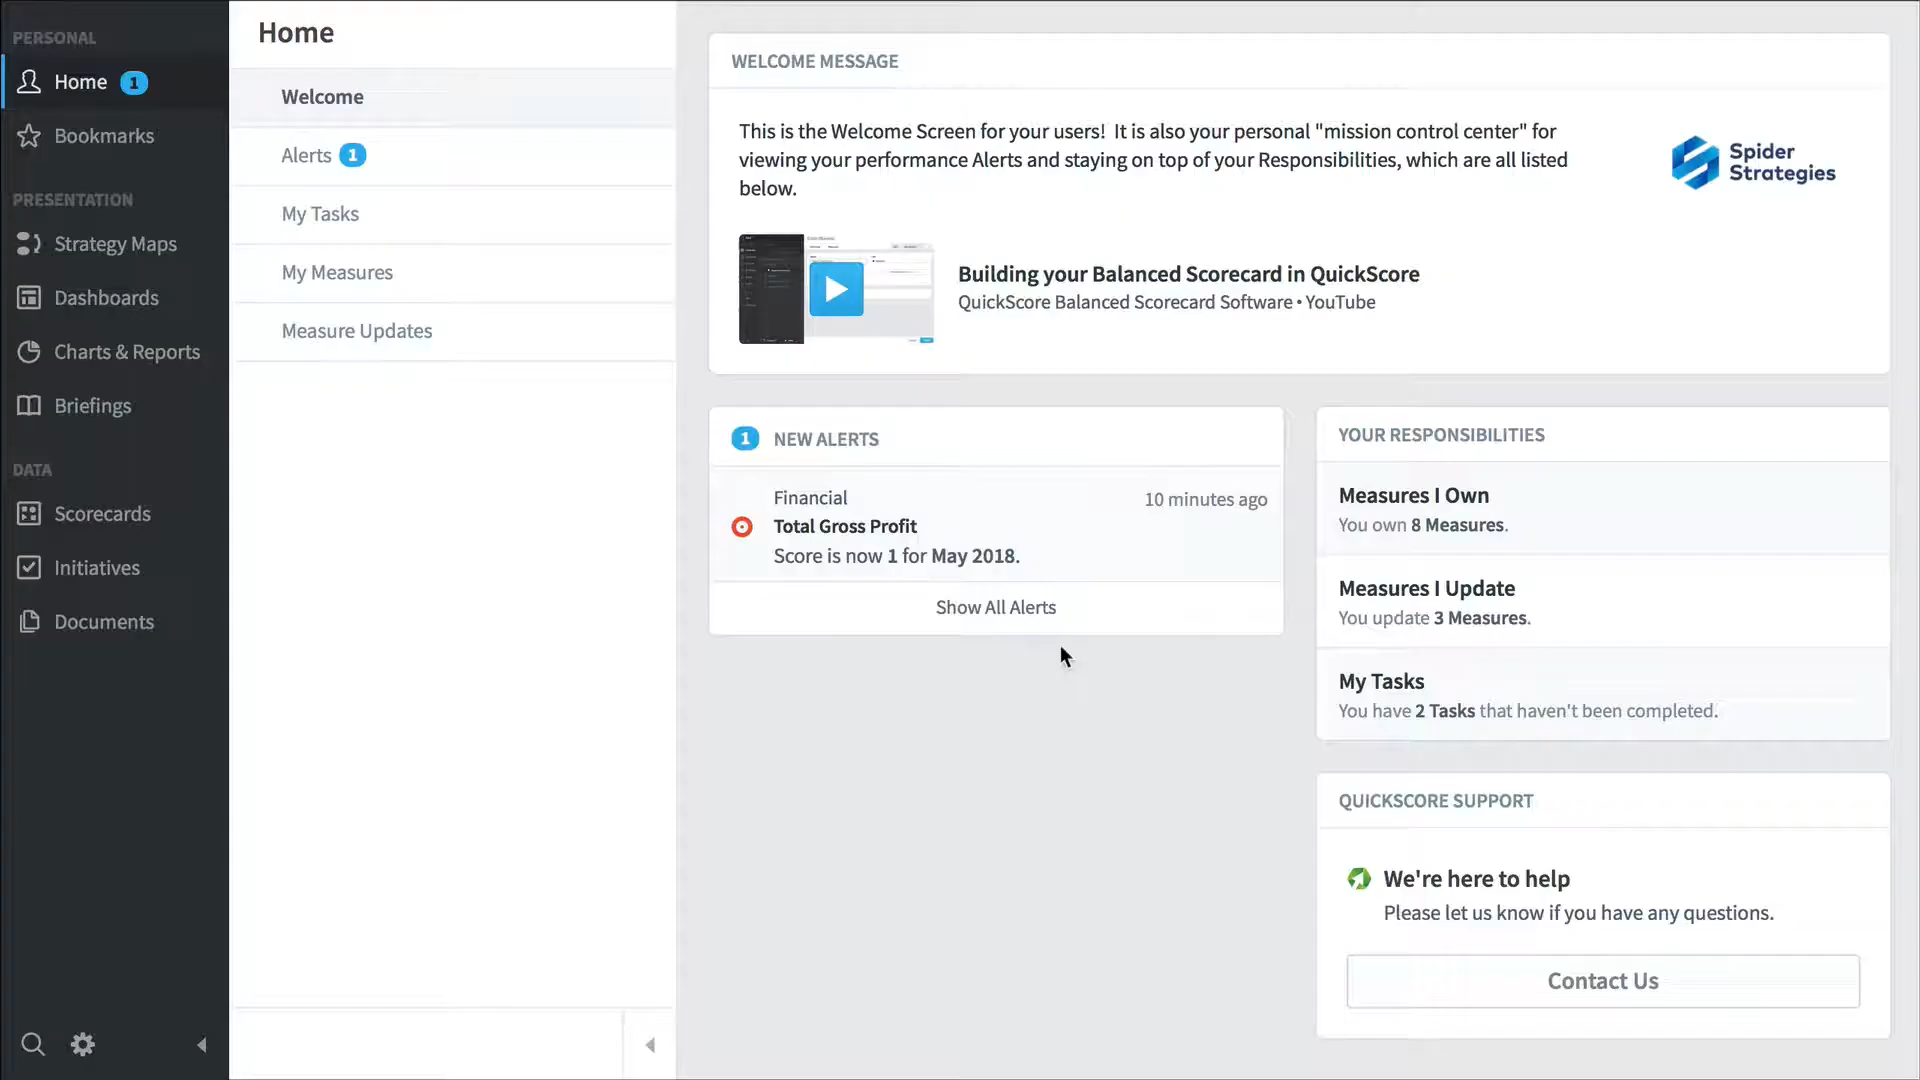 PERSONAL
Home 1
Bookmarks
PRESENTATION
Strategy Maps
Dashboards
Charts & Reports
Briefings
DATA
Scorecards
Initiatives
Documents
Home
Welcome
Alerts 1
My Tasks
My Measures
Measure Updates
WELCOME MESSAGE
This is the Welcome Screen for your users! It is also your personal "mission control center" for
viewing your performance Alerts and staying on top of your Responsibilities, which are all listed
below.
Spider
Strategies
Building your Balanced Scorecard in QuickScore
QuickScore Balanced Scorecard Software • YouTube
1 NEW ALERTS
Financial
10 minutes ago
Total Gross Profit
Score is now 1 for May 2018.
Show All Alerts
YOUR RESPONSIBILITIES
Measures I Own
You own 8 Measures.
Measures I Update
You update 3 Measures.
My Tasks
You have 2 Tasks that haven't been completed.
QUICKSCORE SUPPORT
We're here to help
Please let us know if you have any questions.
Contact Us